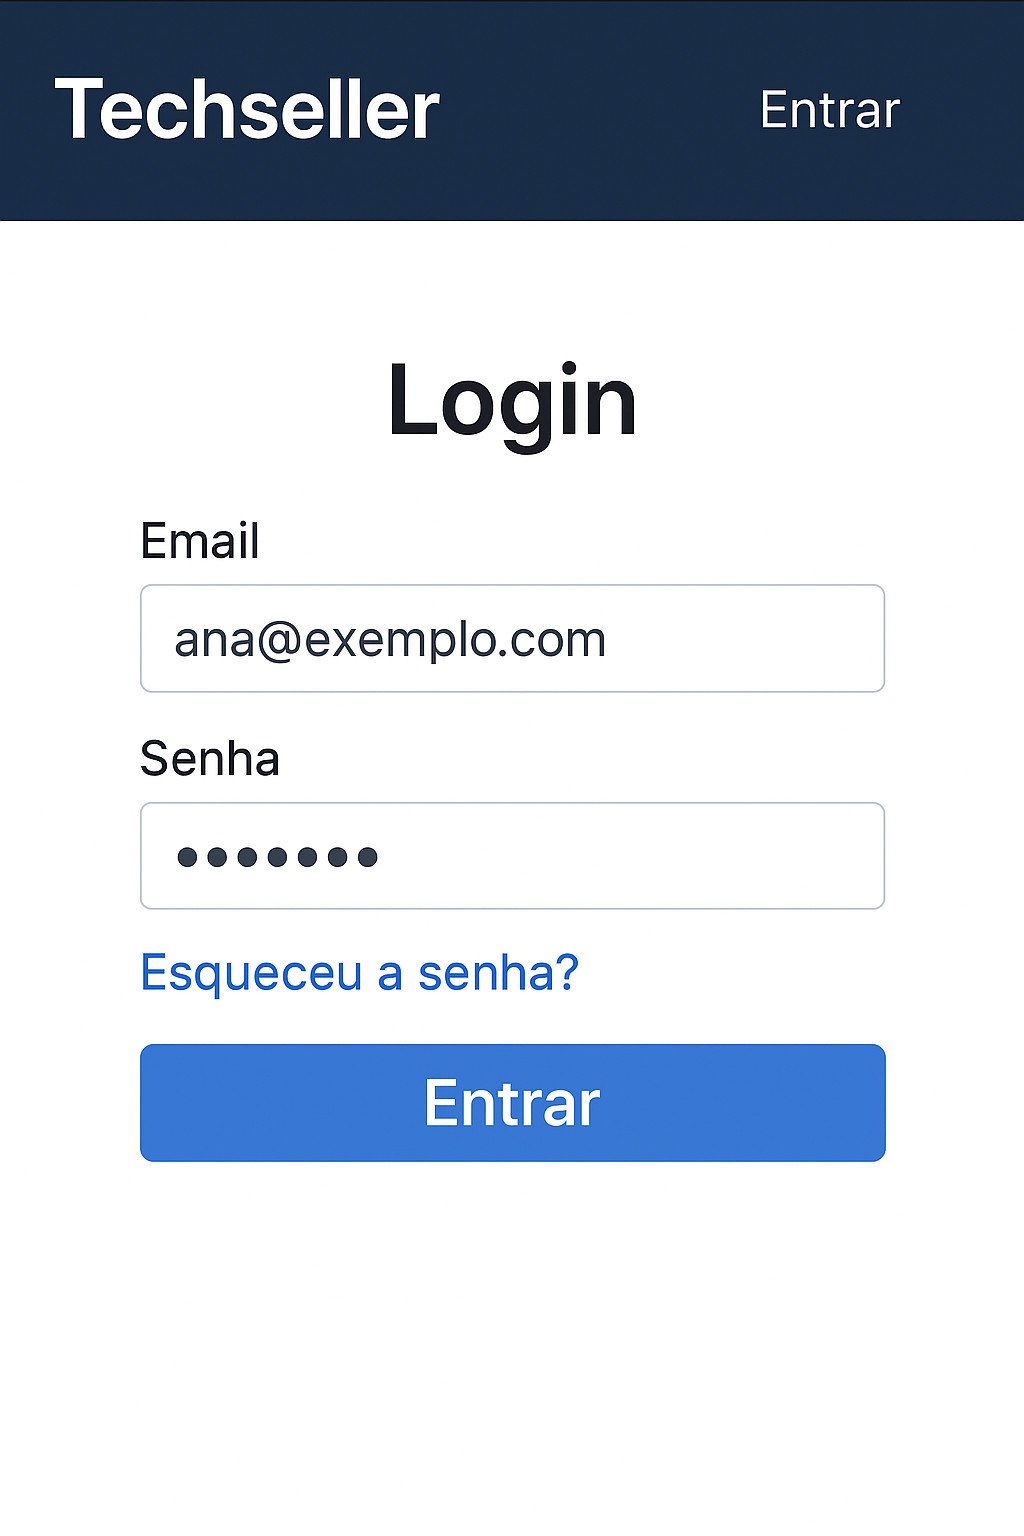 Techseller
Entrar
Login
Email
ana@exemplo.com
Senha
•••••••
Esqueceu a senha?
Entrar